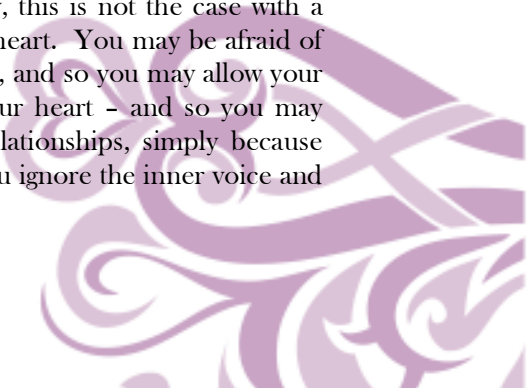 , this is not the case with a
heart. You may be afraid of
, and so you may allow your
ur heart – and so you may
lationships, simply because
u ignore the inner voice and